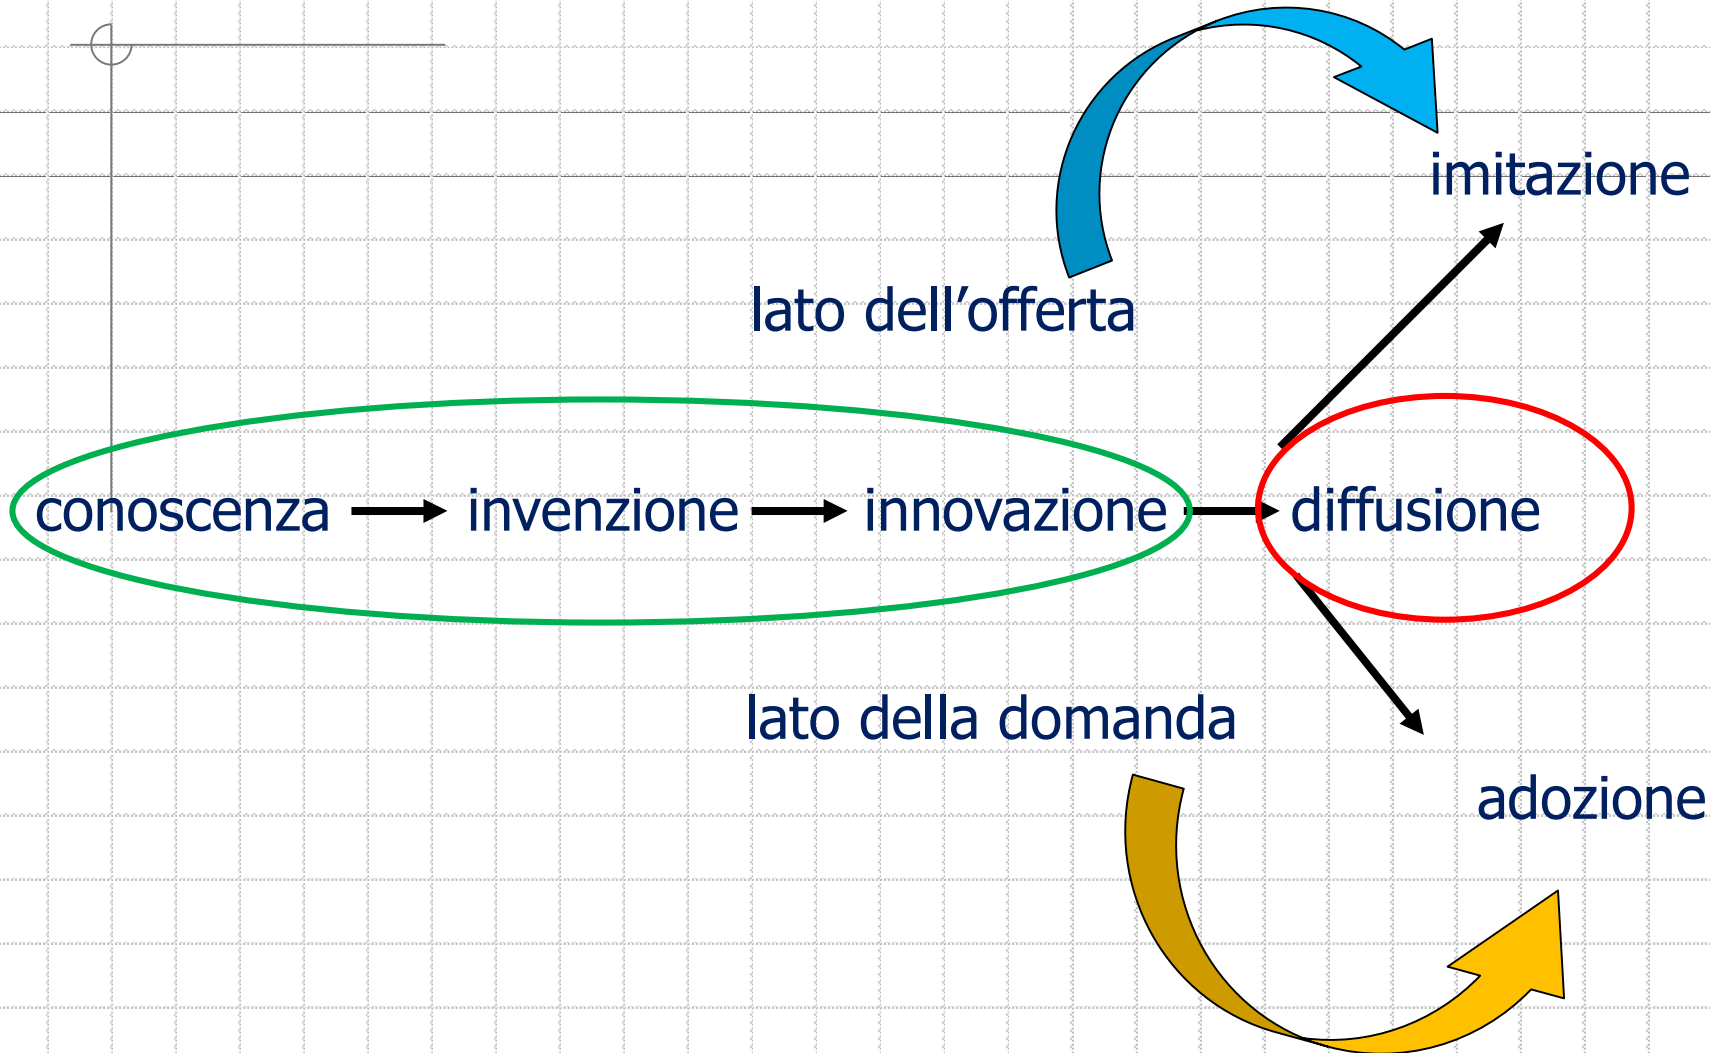 imitazione
lato dell’offerta
conoscenza invenzione innovazione diffusione
lato della domanda
adozione